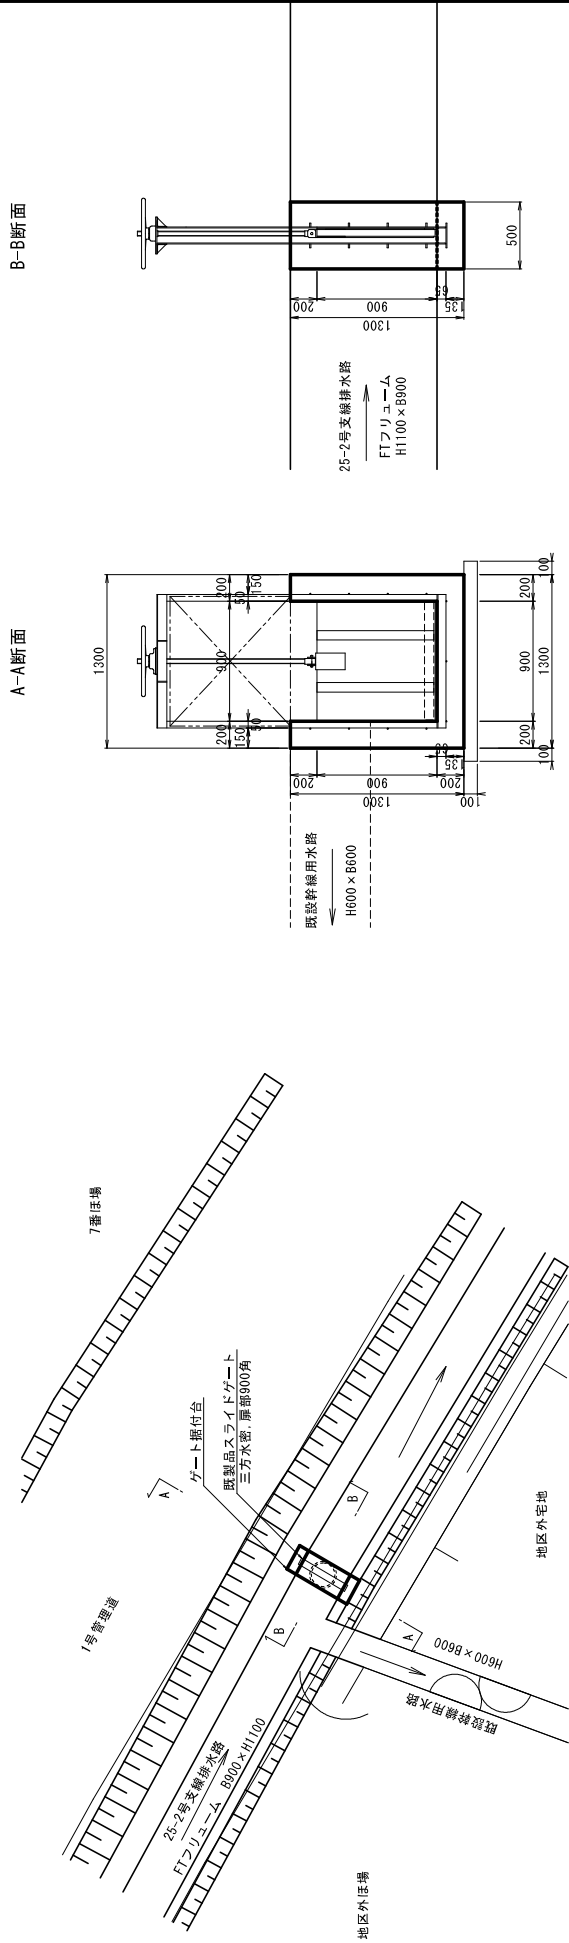 B-B断面
500
200
900
65
135
1300
25-2号支線排水路
FTフリューム
H1100×B900
A-A断面
1300
200
900
200
150
50
50
150
200
900
200
100
1300
100
65
135
200
900
200
1300
100
既設幹線用水路
H600×B600
7番ほ場
1号管理道
ゲート据付台
既製品スライドゲート
三方水密,扉部900角
A
B
B
A
25-2号支線排水路
FTフリューム B900×H1100
既設幹線用水路
H600×B600
地区外宅地
地区外ほ場